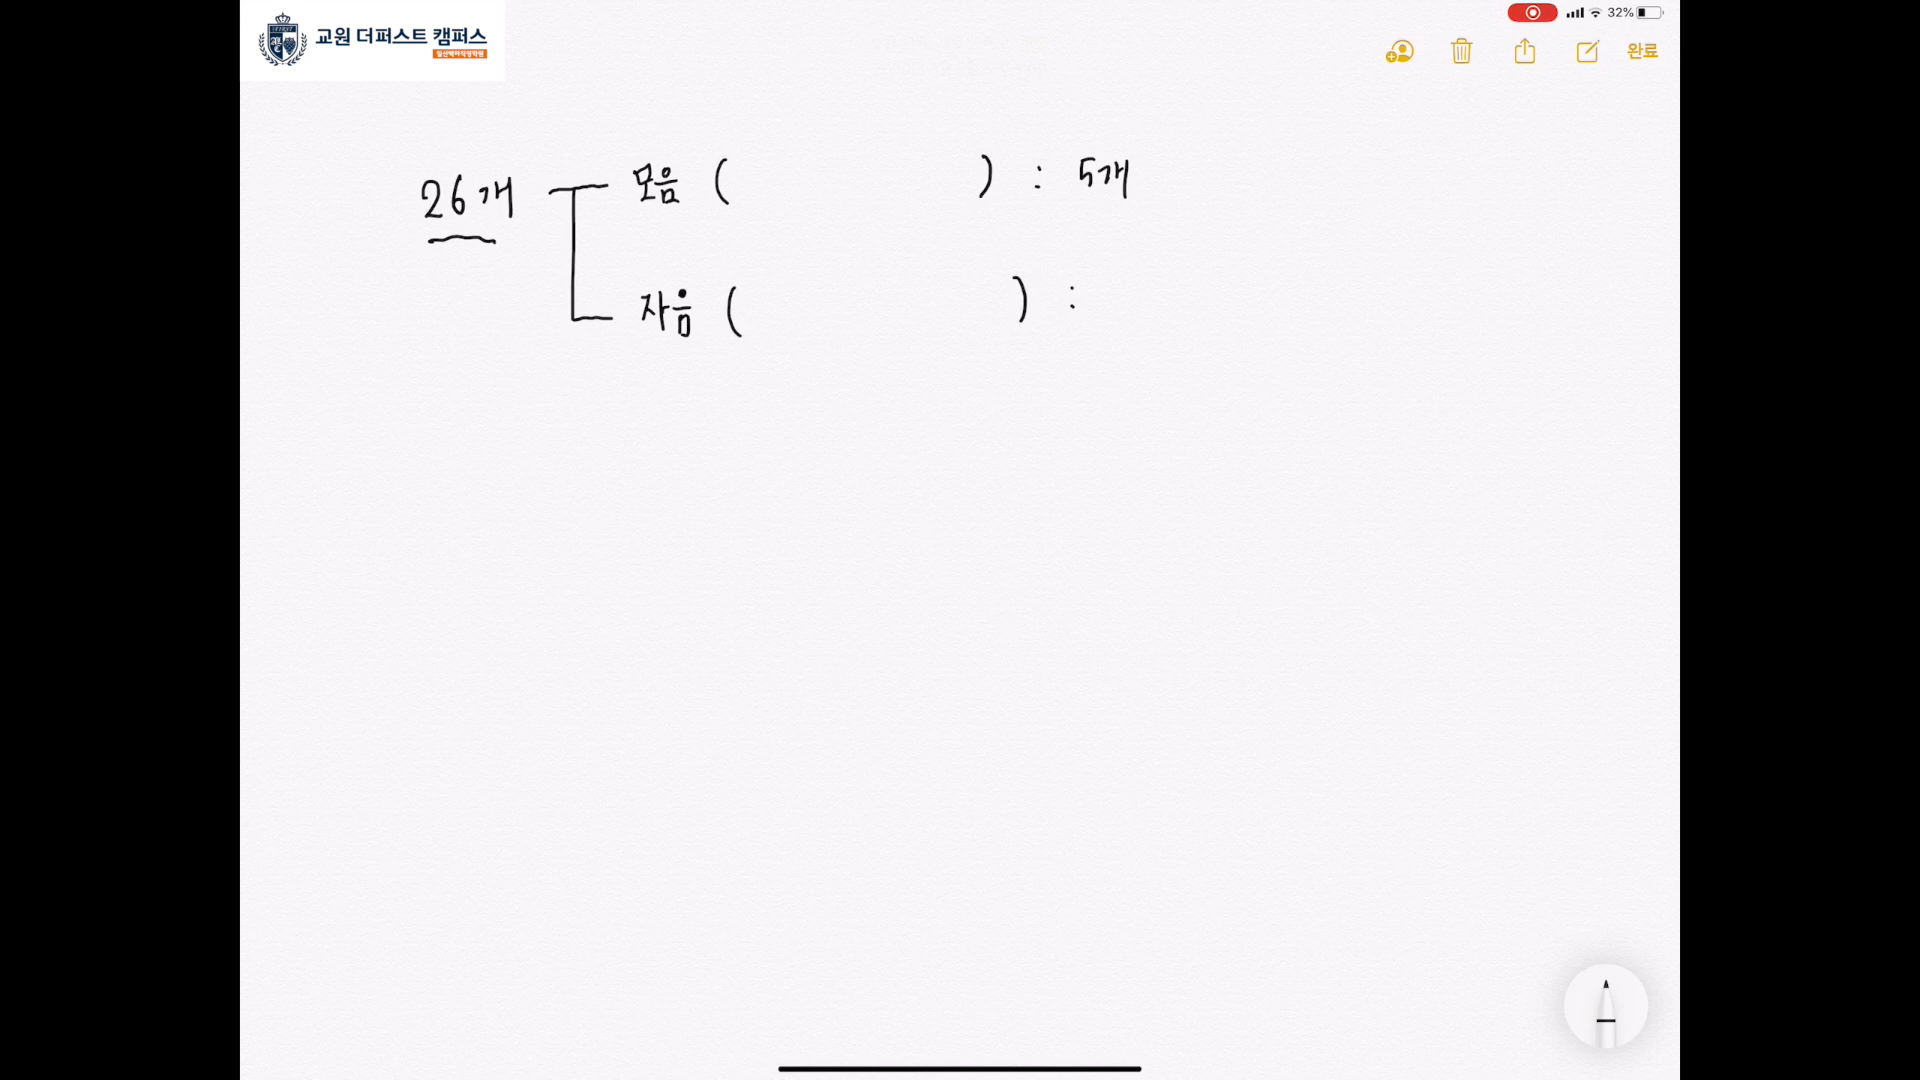 32%
교원 더퍼스트 캠퍼스
완료
26개 모음 ( ) : 5개
자음 ( ) :